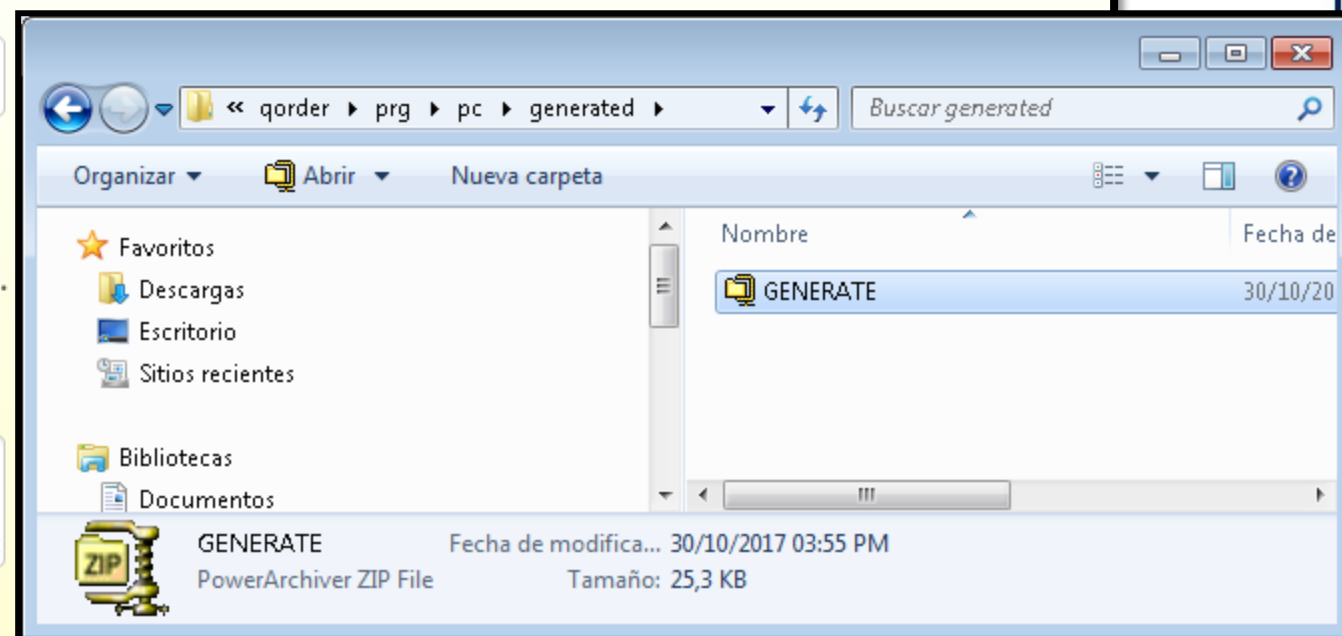 « qorder ▸ prg ▸ pc ▸ generated ▸ Buscar generated
Organizar Abrir Nueva carpeta
Favoritos
Descargas
Escritorio
Sitios recientes
Bibliotecas
Documentos
Nombre Fecha de
GENERATE 30/10/20
ZIP
GENERATE Fecha de modifica... 30/10/2017 03:55 PM
PowerArchiver ZIP File Tamaño: 25,3 KB